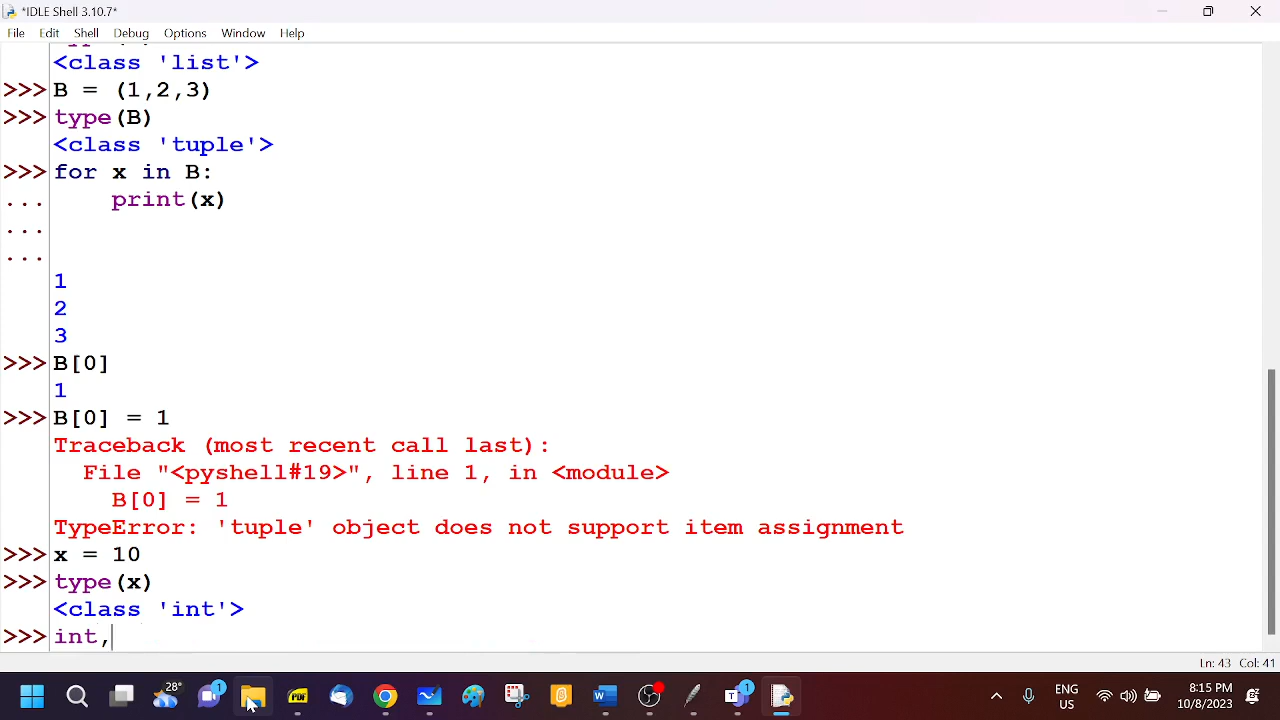 *IDLE Shell 3.10.7*
File Edit Shell Debug Options Window Help
<class 'list'>
>>> B = (1,2,3)
>>> type(B)
<class 'tuple'>
>>> for x in B:
... print(x)
...
...
1
2
3
>>> B[0]
1
>>> B[0] = 1
Traceback (most recent call last):
File "<pyshell#19>", line 1, in <module>
B[0] = 1
TypeError: 'tuple' object does not support item assignment
>>> x = 10
>>> type(x)
<class 'int'>
>>> int,
Ln: 43 Col: 41
28° 1 PDF W 1 ENG US 8:15 PM 10/8/2023